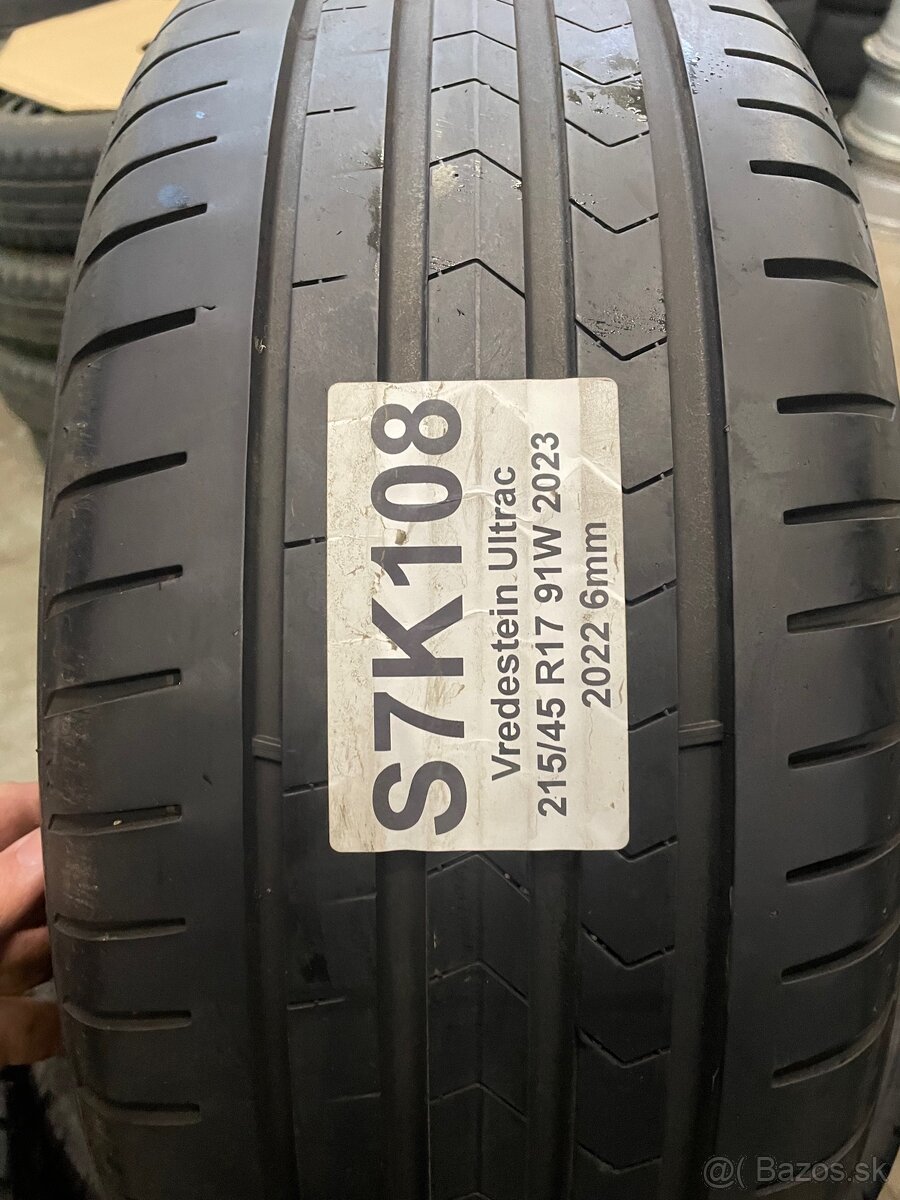 S7K108
Vredestein Ultrac
215/45 R17 91W 2023
2022 6mm
@( Bazos.sk